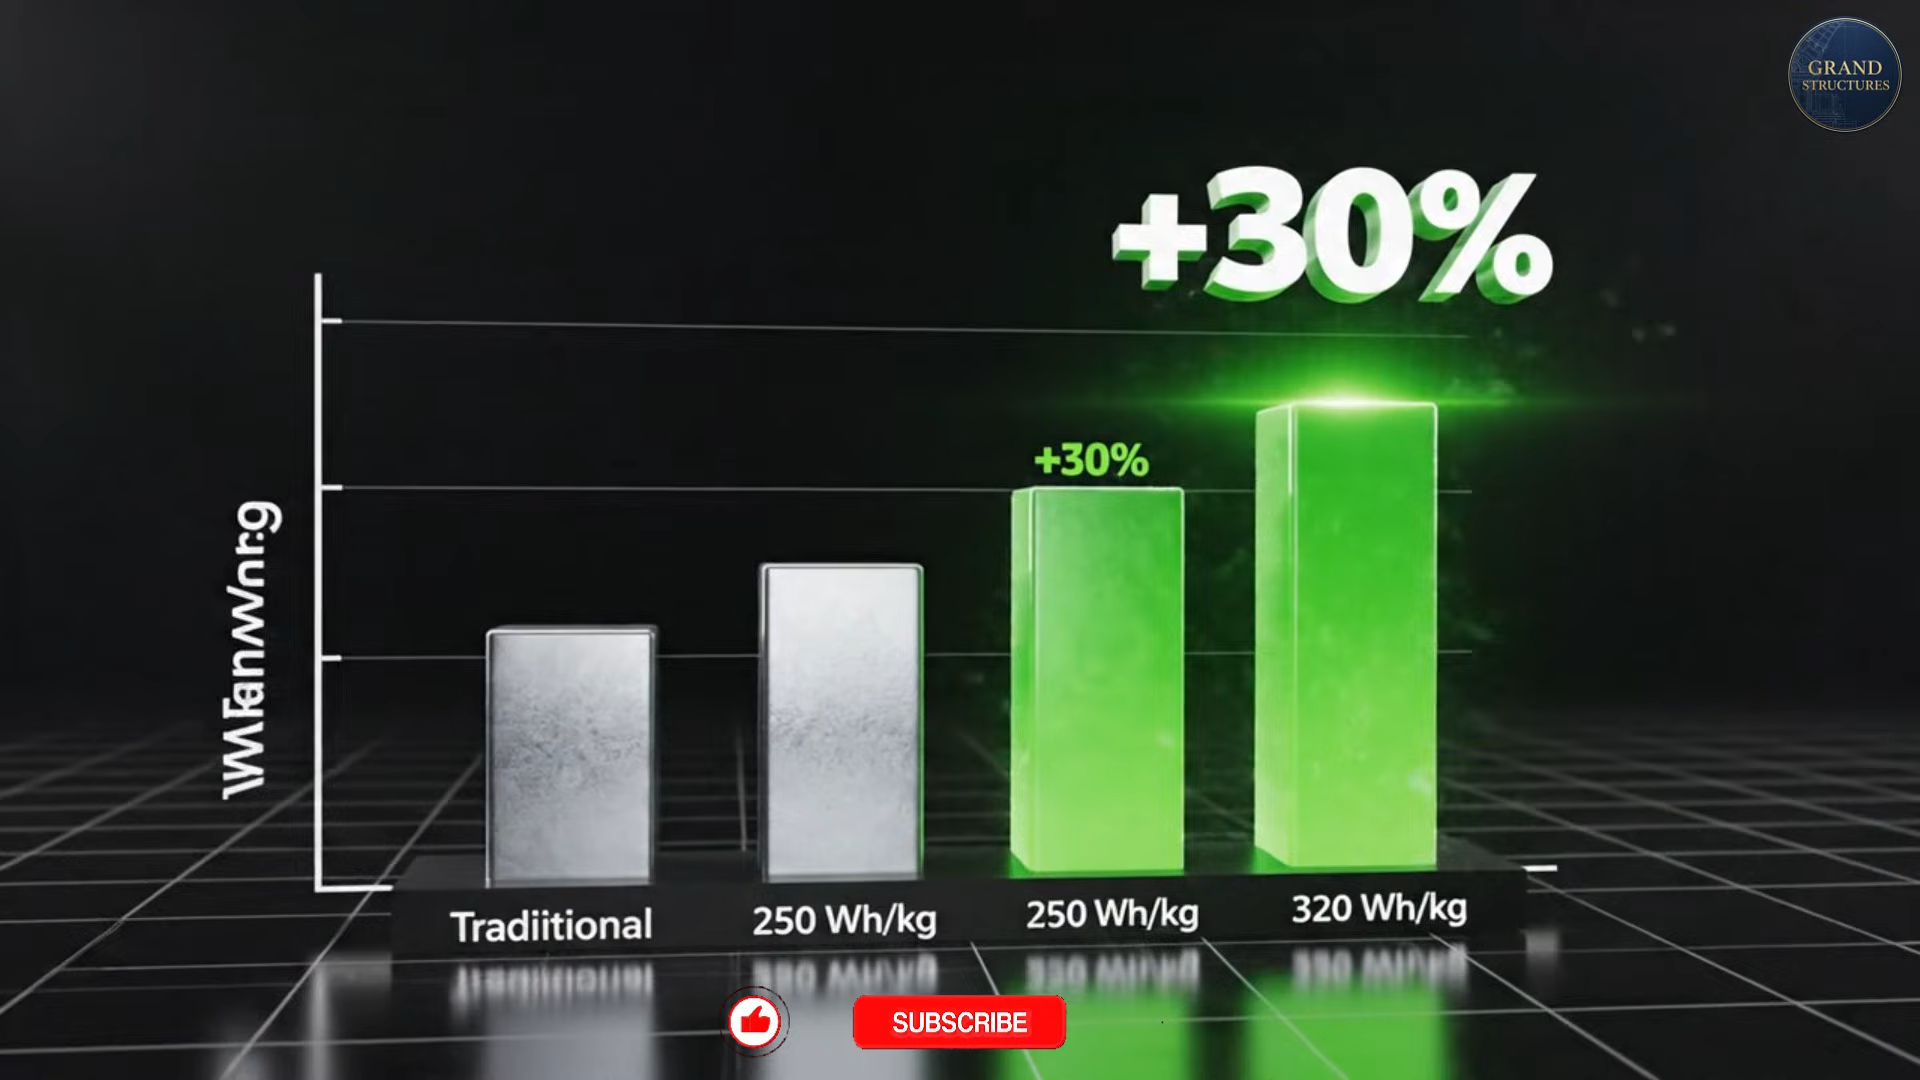 GRAND
STRUCTURES
+30%
+30%
Tradiitional
250 Wh/kg
250 Wh/kg
320 Wh/kg
SUBSCRIBE